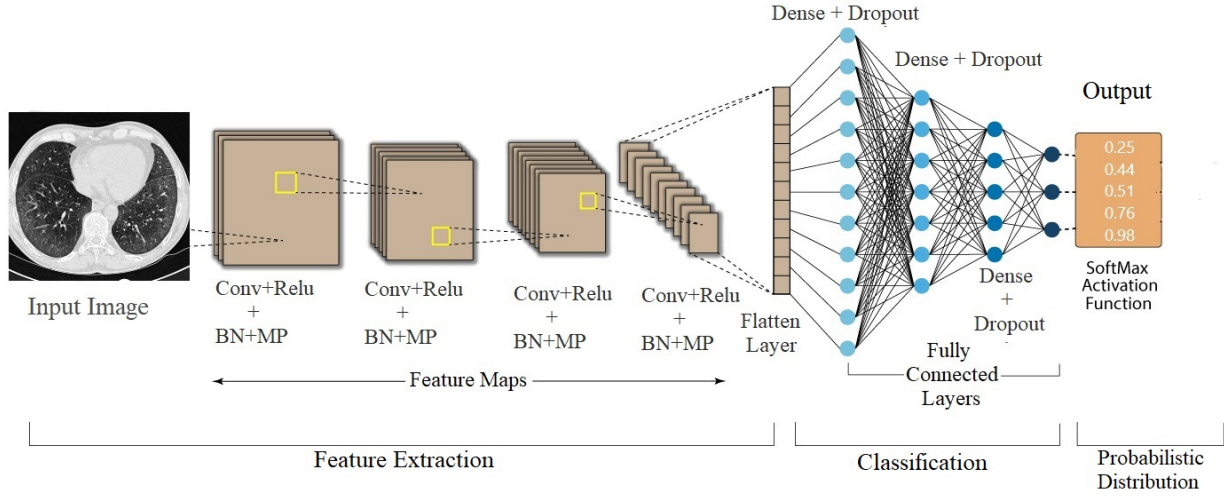 Dense + Dropout
Dense + Dropout
Output
0.25
0.44
0.51
0.76
0.98
SoftMax
Activation
Function
Input Image
Conv+Relu
+
BN+MP
Conv+Relu
+
BN+MP
Conv+Relu
+
BN+MP
Conv+Relu
+
BN+MP
Flatten
Layer
Dense
+
Dropout
Feature Maps
Fully
Connected
Layers
Feature Extraction
Classification
Probabilistic
Distribution